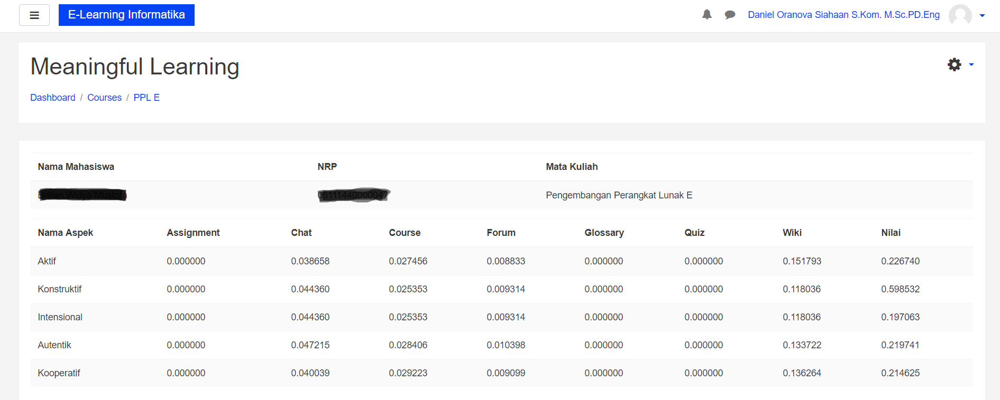 E-Learning Informatika
Daniel Oranova Siahaan S.Kom. M.Sc.PD.Eng
Meaningful Learning
Dashboard / Courses / PPL E
Nama Mahasiswa NRP Mata Kuliah
Pengembangan Perangkat Lunak E
Nama Aspek Assignment Chat Course Forum Glossary Quiz Wiki Nilai
Aktif 0.000000 0.038658 0.027456 0.008833 0.000000 0.000000 0.151793 0.226740
Konstruktif 0.000000 0.044360 0.025353 0.009314 0.000000 0.000000 0.118036 0.598532
Intensional 0.000000 0.044360 0.025353 0.009314 0.000000 0.000000 0.118036 0.197063
Autentik 0.000000 0.047215 0.028406 0.010398 0.000000 0.000000 0.133722 0.219741
Kooperatif 0.000000 0.040039 0.029223 0.009099 0.000000 0.000000 0.136264 0.214625